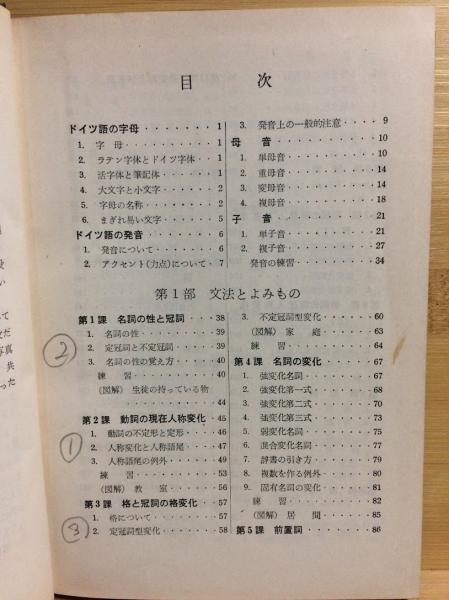 目　次
ドイツ語の字母・・・・・・・・1
1. 字　母・・・・・・・・・・1
2. ラテン字体とドイツ字体・・1
3. 活字体と筆記体・・・・・・1
4. 大文字と小文字・・・・・・2
5. 字母の名称・・・・・・・・2
6. まぎれ易い文字・・・・・・5
ドイツ語の発音・・・・・・・・6
1. 発音について・・・・・・・6
2. アクセント(力点)について・7
3. 発音上の一般的注意・・・・9
母　音・・・・・・・・・・・・10
1. 単母音・・・・・・・・・・10
2. 重母音・・・・・・・・・・14
3. 変母音・・・・・・・・・・14
4. 複母音・・・・・・・・・・18
子　音・・・・・・・・・・・・21
1. 単子音・・・・・・・・・・21
2. 複子音・・・・・・・・・・27
発音の練習・・・・・・・・・・34
第1部　文法とよみもの
第1課　名詞の性と冠詞・・・・38
1. 名詞の性・・・・・・・・・39
2. 定冠詞と不定冠詞・・・・・39
②
3. 名詞の性の覚え方・・・・・40
練　習・・・・・・・・・・・・40
(図解) 生徒の持っている物
・・・・・・・・・・・・・・・44
第2課　動詞の現在人称変化・・45
①
1. 動詞の不定形と定形・・・・46
2. 人称変化と人称語尾・・・・47
3. 人称語尾の例外・・・・・・49
練　習・・・・・・・・・・・・53
(図解) 教　室・・・・・・・・56
第3課　格と冠詞の格変化・・・57
③
1. 格について・・・・・・・・57
2. 定冠詞型変化・・・・・・・58
3. 不定冠詞型変化・・・・・・60
(図解) 家　庭・・・・・・・・63
練　習・・・・・・・・・・・・64
第4課　名詞の変化・・・・・・67
1. 強変化名詞・・・・・・・・67
2. 強変化第一式・・・・・・・68
3. 強変化第二式・・・・・・・70
4. 強変化第三式・・・・・・・73
5. 弱変化名詞・・・・・・・・75
6. 混合変化名詞・・・・・・・77
7. 辞書の引き方・・・・・・・79
8. 複数を作る例外・・・・・・80
9. 固有名詞の変化・・・・・・81
練　習・・・・・・・・・・・・82
(図解) 居　間・・・・・・・・85
第5課　前置詞・・・・・・・・86